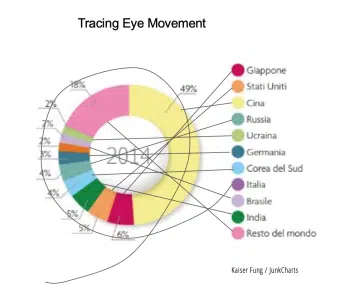 Tracing Eye Movement
18%
49%
2%
2%
2%
3%
4%
4%
5%
5%
6%
2014
Giappone
Stati Uniti
Cina
Russia
Ucraina
Germania
Corea del Sud
Italia
Brasile
India
Resto del mondo
Kaiser Fung / JunkCharts